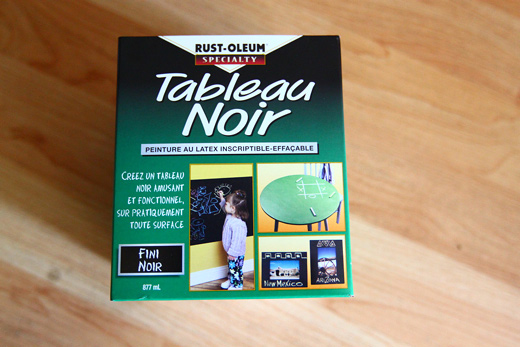 RUST-OLEUM
SPECIALTY
Tableau
Noir
PEINTURE AU LATEX INSCRIPTIBLE-EFFAÇABLE
CREEZ UN TABLEAU
NOIR AMUSANT
ET FONCTIONNEL,
SUR PRATIQUEMENT
TOUTE SURFACE
FINI
NOIR
877 mL
NEW MEXICO
ARIZONA